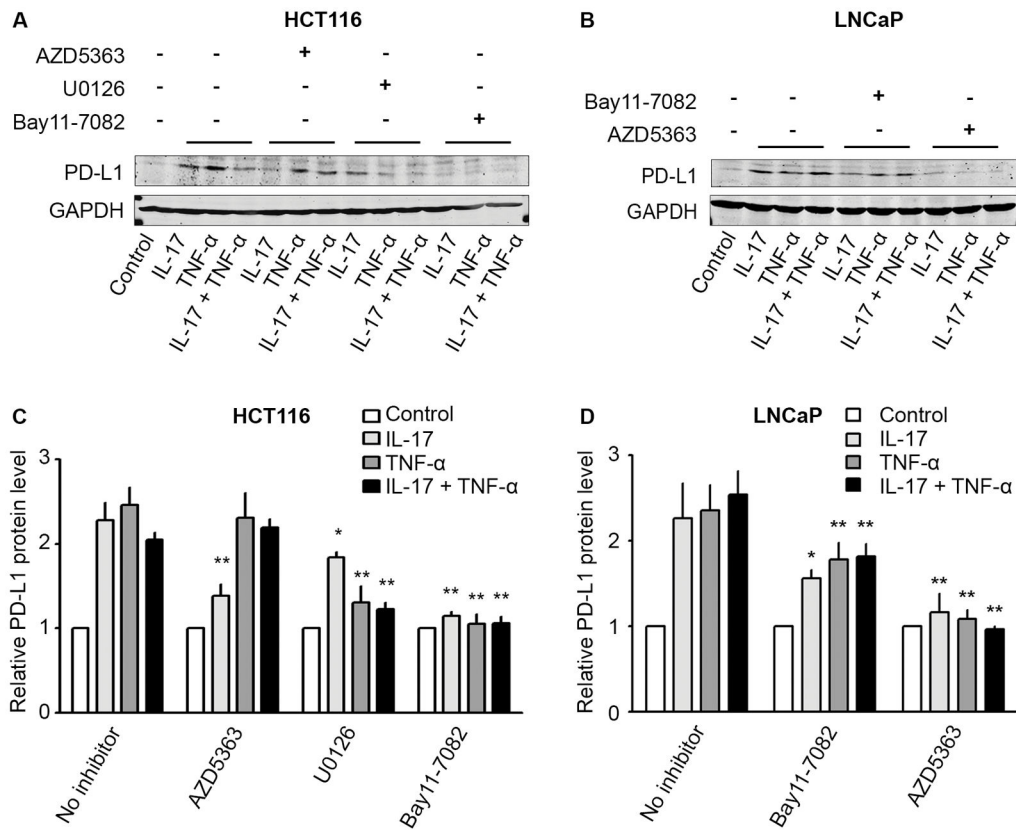 A
HCT116
AZD5363 - - - + - - -
U0126 - - - - - + -
Bay11-7082 - - - - - - +
PD-L1
GAPDH
Control
IL-17
TNF-α
IL-17 + TNF-α
IL-17
TNF-α
IL-17 + TNF-α
IL-17
TNF-α
IL-17 + TNF-α
IL-17
TNF-α
IL-17 + TNF-α
B
LNCaP
Bay11-7082 - - + -
AZD5363 - - - +
PD-L1
GAPDH
Control
IL-17
TNF-α
IL-17 + TNF-α
IL-17
TNF-α
IL-17 + TNF-α
IL-17
TNF-α
IL-17 + TNF-α
C
HCT116
Control
IL-17
TNF-α
IL-17 + TNF-α
Relative PD-L1 protein level
3
2
1
0
**
*
** **
** ** **
No inhibitor
AZD5363
U0126
Bay11-7082
D
LNCaP
Control
IL-17
TNF-α
IL-17 + TNF-α
Relative PD-L1 protein level
3
2
1
0
* ** **
** ** **
No inhibitor
Bay11-7082
AZD5363